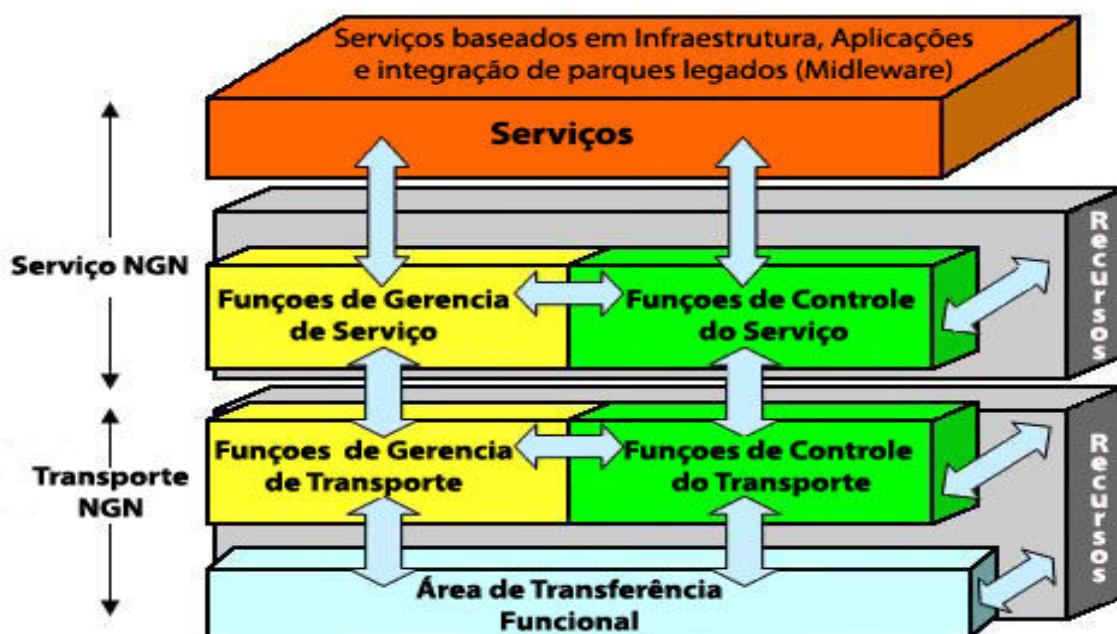 Serviços baseados em Infraestrutura, Aplicações
e integração de parques legados (Midleware)
Serviços
Serviço NGN
Funçoes de Gerencia
de Serviço
Funçoes de Controle
do Serviço
Recursos
Transporte
NGN
Funçoes de Gerencia
de Transporte
Funçoes de Controle
do Transporte
Recursos
Área de Transferência
Funcional